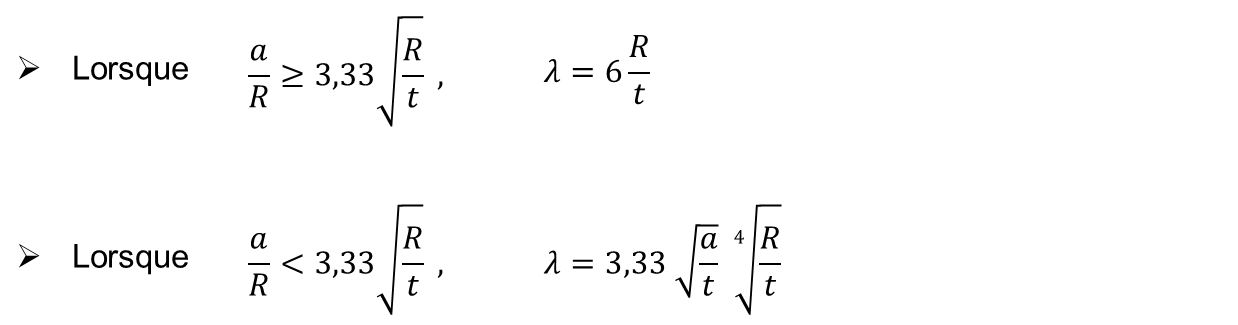 ➢ Lorsque a/R ≥ 3,33 √(R/t) , λ = 6 R/t
➢ Lorsque a/R < 3,33 √(R/t) , λ = 3,33 √(a/t) ⁴√(R/t)